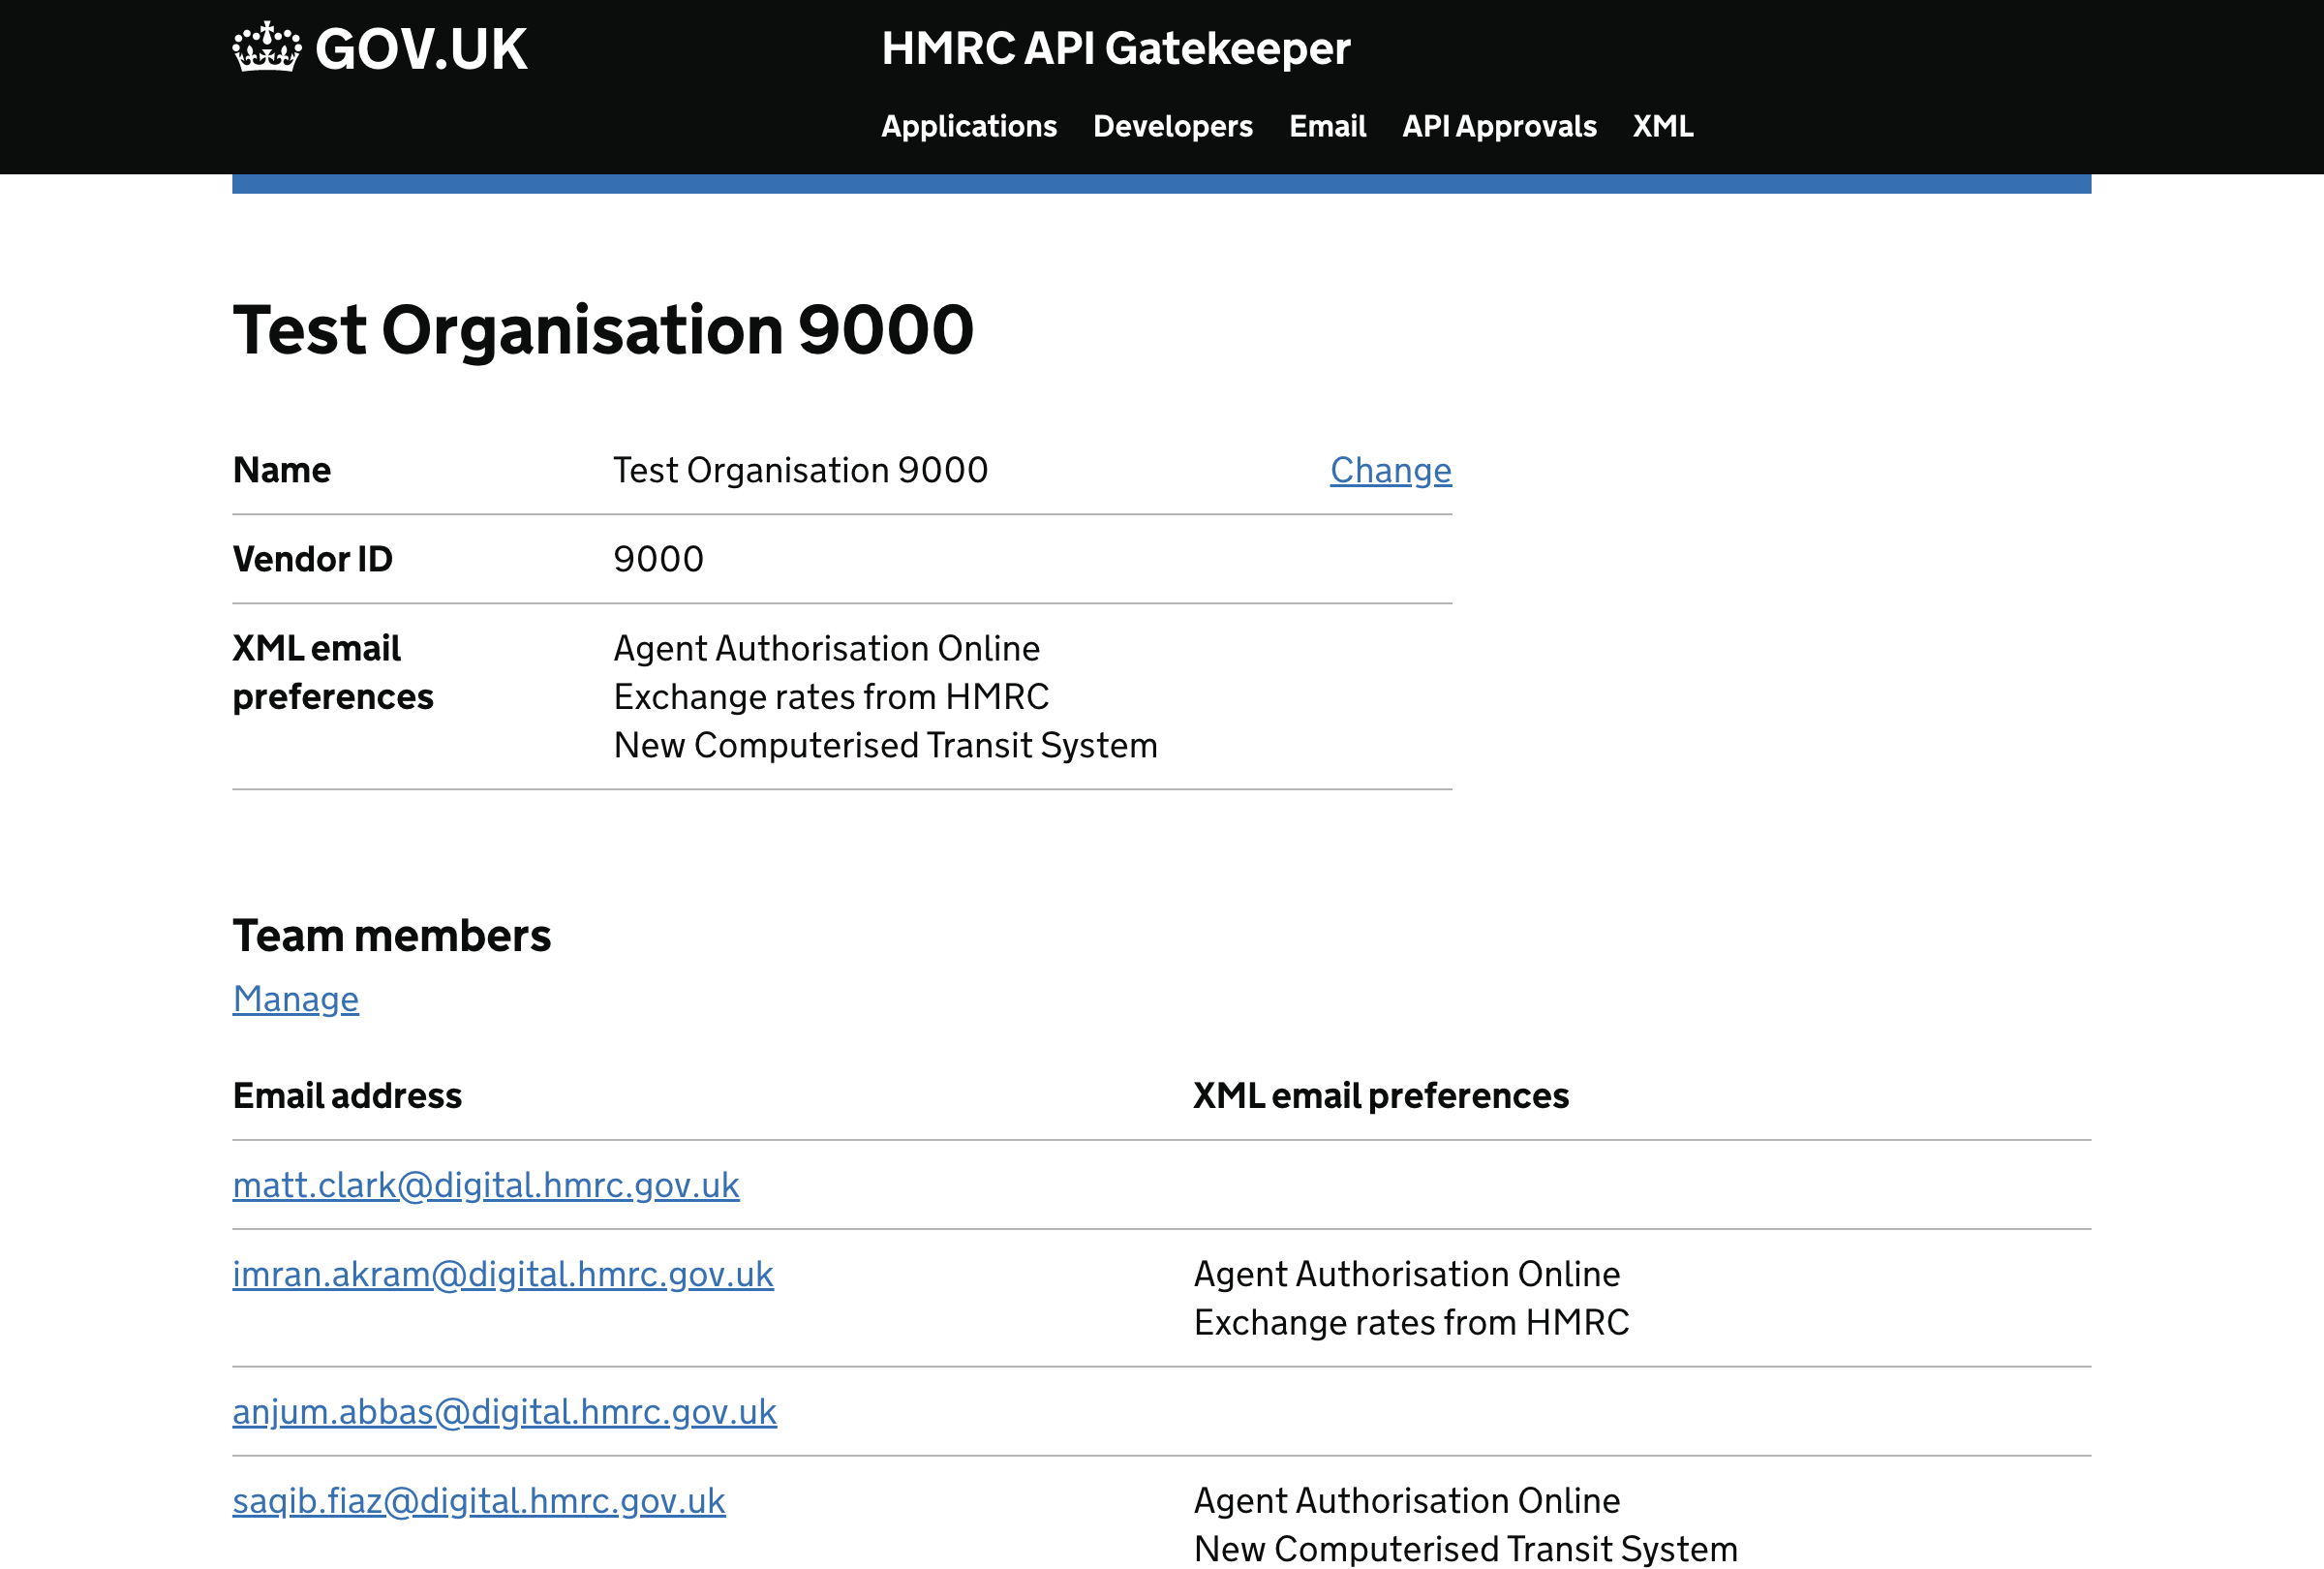 GOV.UK
HMRC API Gatekeeper
Applications Developers Email API Approvals XML
Test Organisation 9000
Name Test Organisation 9000 Change
Vendor ID 9000
XML email preferences
Agent Authorisation Online
Exchange rates from HMRC
New Computerised Transit System
Team members
Manage
Email address XML email preferences
matt.clark@digital.hmrc.gov.uk
imran.akram@digital.hmrc.gov.uk Agent Authorisation Online
Exchange rates from HMRC
anjum.abbas@digital.hmrc.gov.uk
saqib.fiaz@digital.hmrc.gov.uk Agent Authorisation Online
New Computerised Transit System